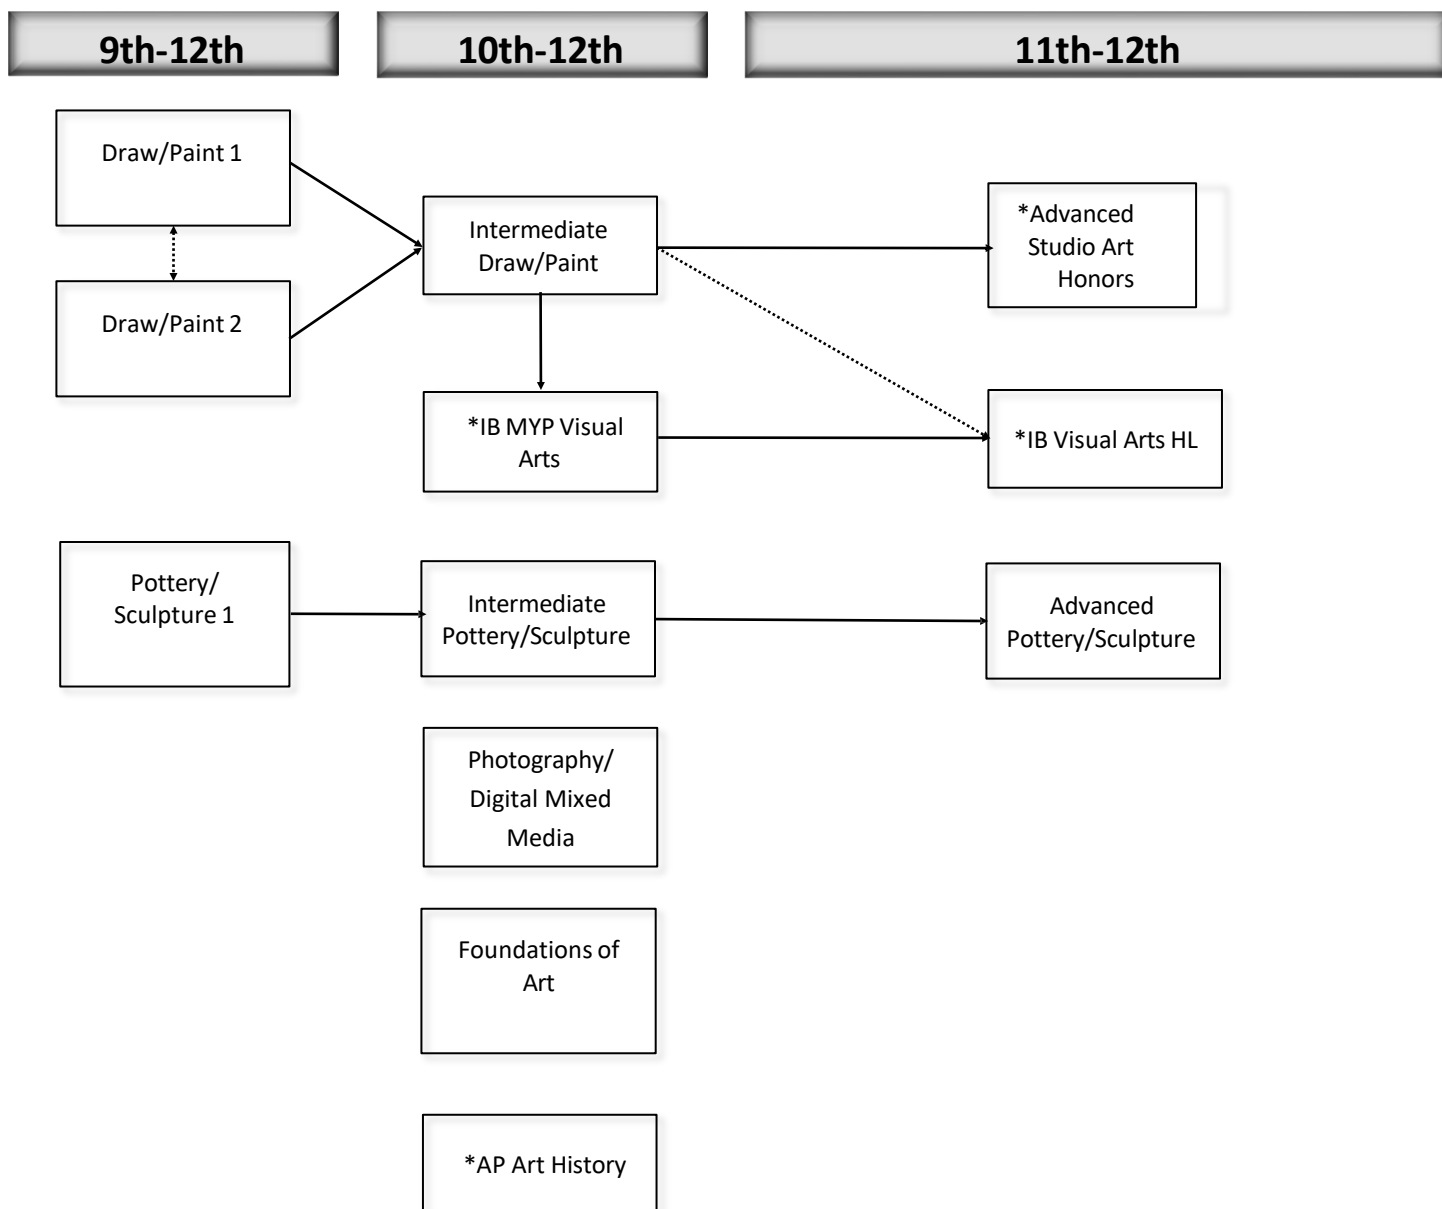 9th-12th
10th-12th
11th-12th
Draw/Paint 1
Draw/Paint 2
Intermediate
Draw/Paint
*Advanced
Studio Art
Honors
*IB MYP Visual
Arts
*IB Visual Arts HL
Pottery/
Sculpture 1
Intermediate
Pottery/Sculpture
Advanced
Pottery/Sculpture
Photography/
Digital Mixed
Media
Foundations of
Art
*AP Art History